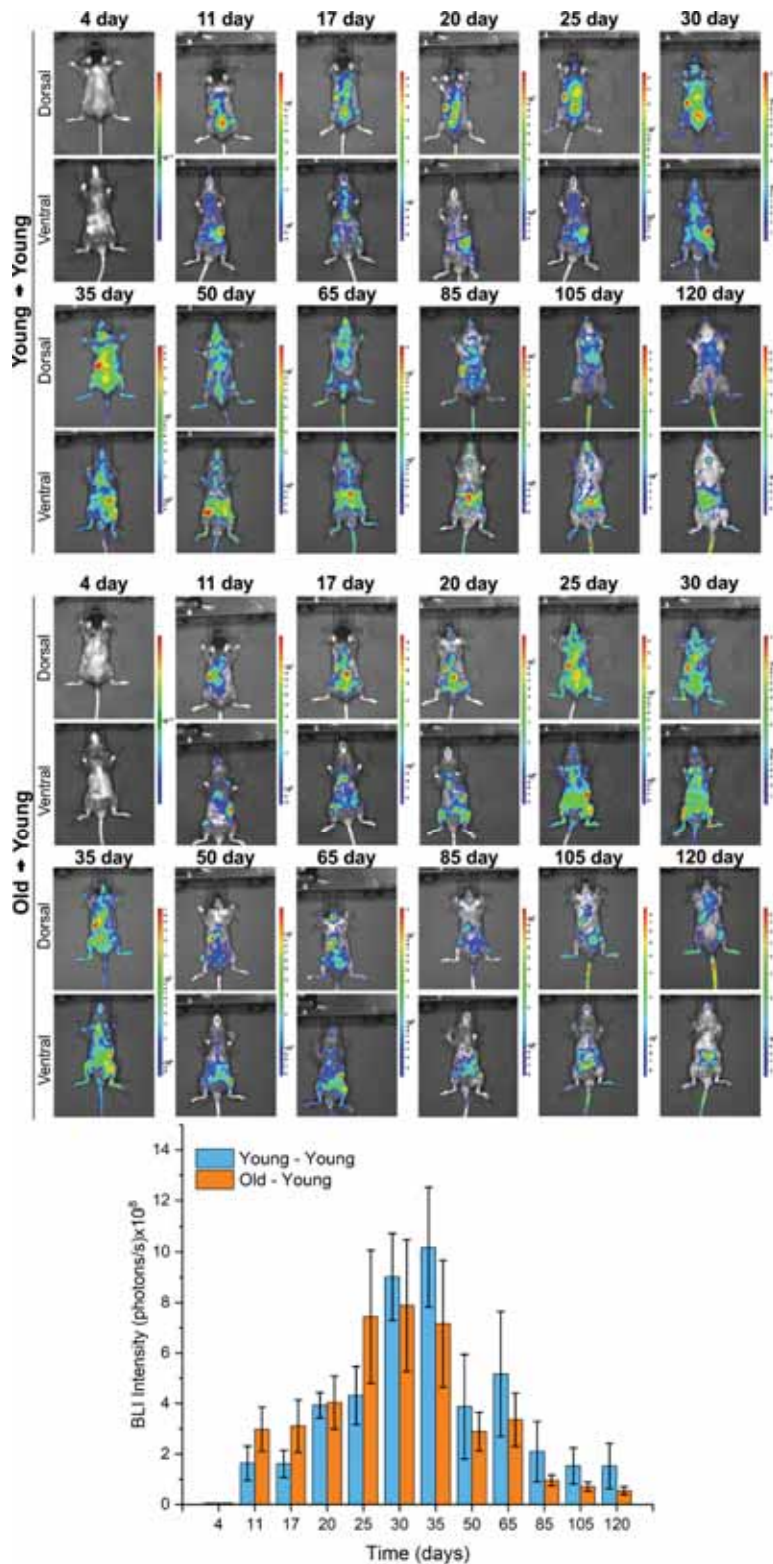 4 day 11 day 17 day 20 day 25 day 30 day
Dorsal
Ventral
Young ➡ Young
35 day 50 day 65 day 85 day 105 day 120 day
Dorsal
Ventral
4 day 11 day 17 day 20 day 25 day 30 day
Dorsal
Ventral
Old ➡ Young
35 day 50 day 65 day 85 day 105 day 120 day
Dorsal
Ventral
14
12
10
8
6
4
2
0
BLI Intensity (photons/s)x10⁸
Young - Young
Old - Young
4 11 17 20 25 30 35 50 65 85 105 120
Time (days)